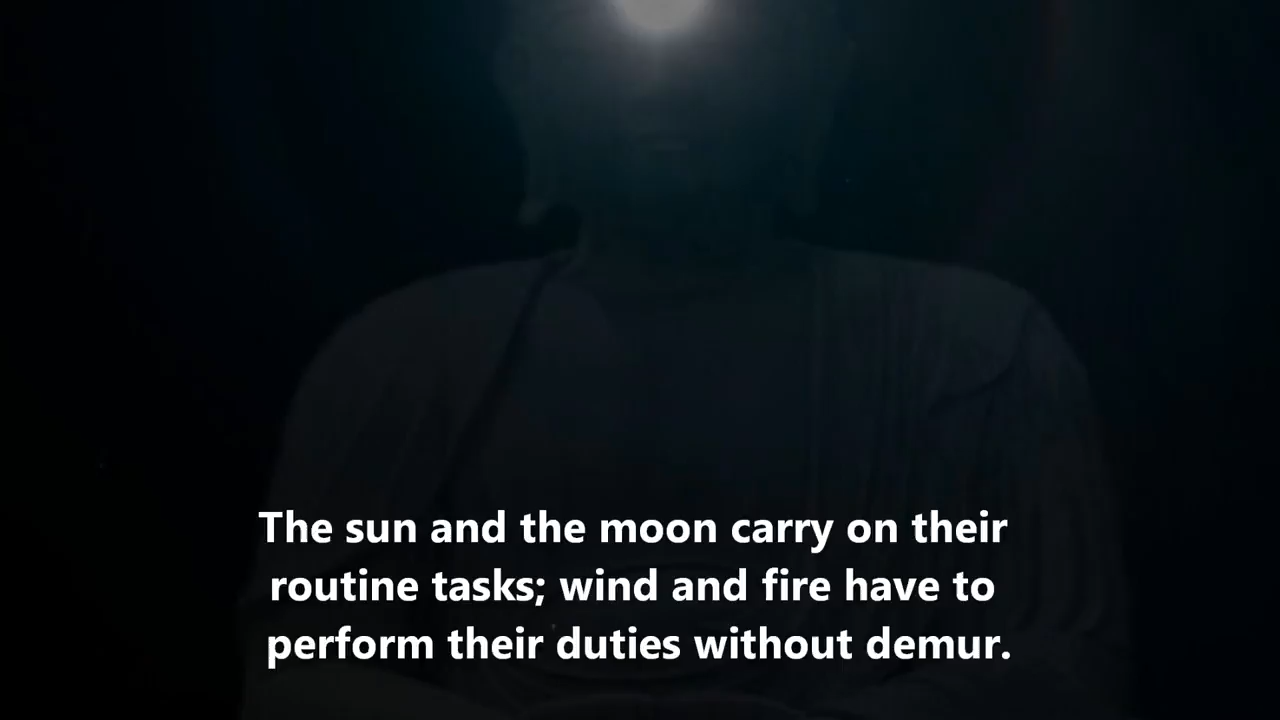 The sun and the moon carry on their
routine tasks; wind and fire have to
perform their duties without demur.